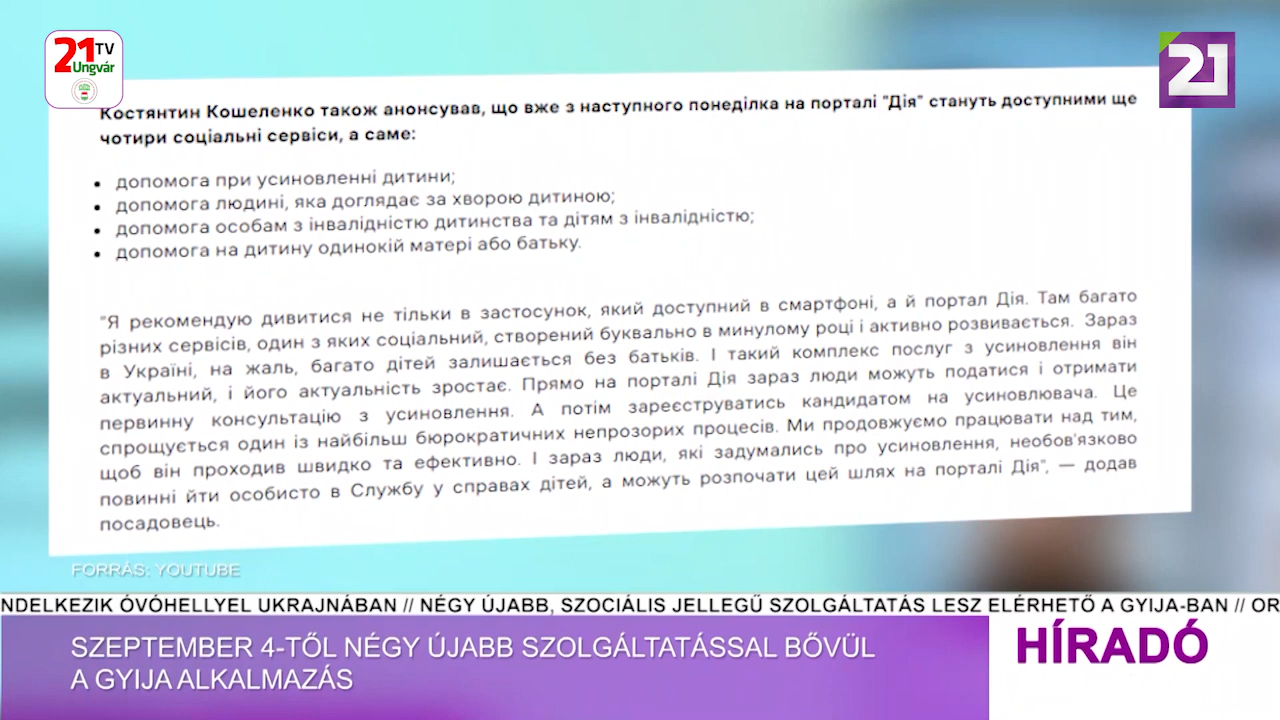 21 TV
Ungvár
21
Костянтин Кошеленко також анонсував, що вже з наступного понеділка на порталі "Дія" стануть доступними ще
чотири соціальні сервіси, а саме:
• допомога при усиновленні дитини;
• допомога людині, яка доглядає за хворою дитиною;
• допомога особам з інвалідністю дитинства та дітям з інвалідністю;
• допомога на дитину одинокій матері або батьку.
"Я рекомендую дивитися не тільки в застосунок, який доступний в смартфоні, а й портал Дія. Там багато
різних сервісів, один з яких соціальний, створений буквально в минулому році і активно розвивається. Зараз
в Україні, на жаль, багато дітей залишається без батьків. І такий комплекс послуг з усиновлення він
актуальний, і його актуальність зростає. Прямо на порталі Дія зараз люди можуть податися і отримати
первинну консультацію з усиновлення. А потім зареєструватись кандидатом на усиновлювача. Це
спрощується один із найбільш бюрократичних непрозорих процесів. Ми продовжуємо працювати над тим,
щоб він проходив швидко та ефективно. І зараз люди, які задумались про усиновлення, необов'язково
повинні йти особисто в Службу у справах дітей, а можуть розпочати цей шлях на порталі Дія", — додав
посадовець.
FORRÁS: YOUTUBE
NDELKEZIK ÓVÓHELLYEL UKRAJNÁBAN // NÉGY ÚJABB, SZOCIÁLIS JELLEGŰ SZOLGÁLTATÁS LESZ ELÉRHETŐ A GYIJA-BAN // OR
SZEPTEMBER 4-TŐL NÉGY ÚJABB SZOLGÁLTATÁSSAL BŐVÜL
A GYIJA ALKALMAZÁS
HÍRADÓ